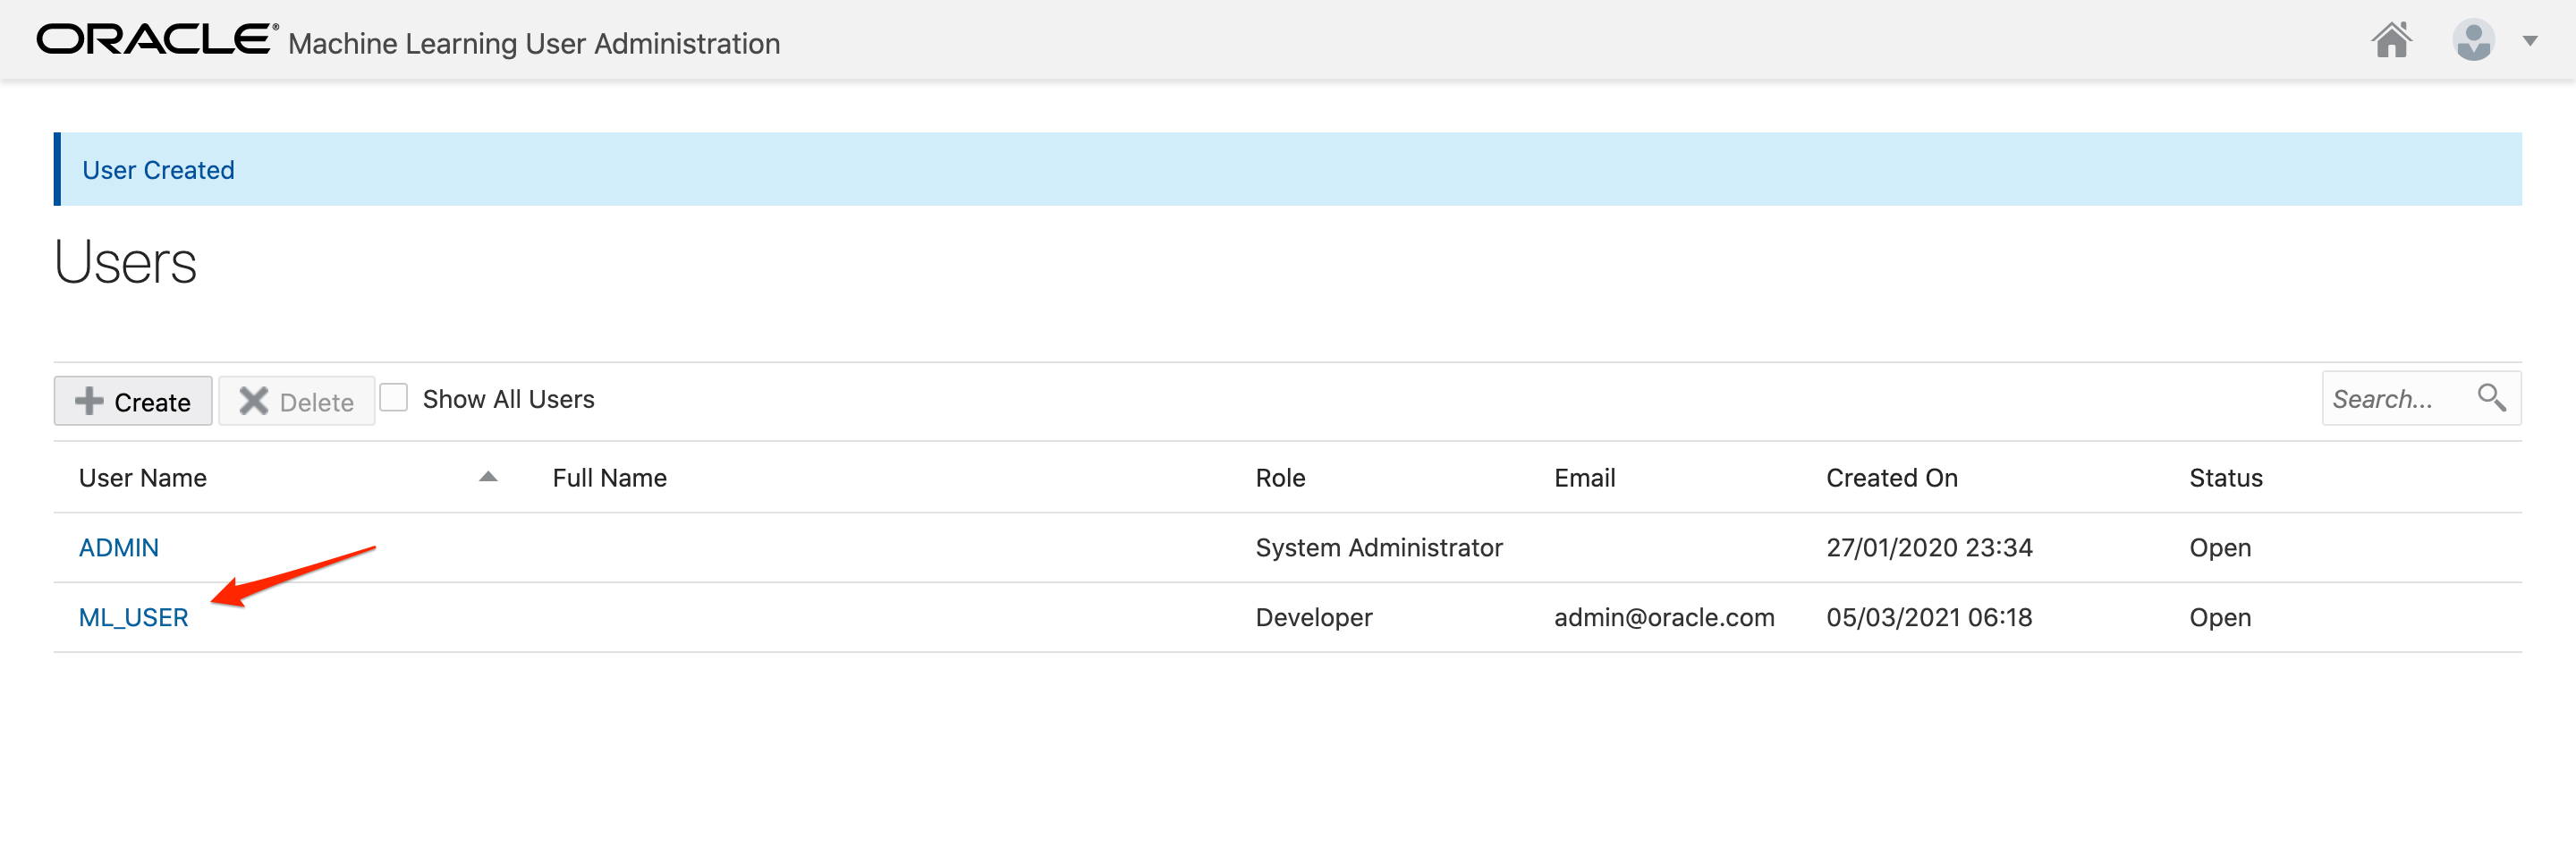 ORACLE® Machine Learning User Administration
User Created
Users
Create Delete Show All Users Search...
User Name Full Name Role Email Created On Status
ADMIN System Administrator 27/01/2020 23:34 Open
ML_USER Developer admin@oracle.com 05/03/2021 06:18 Open